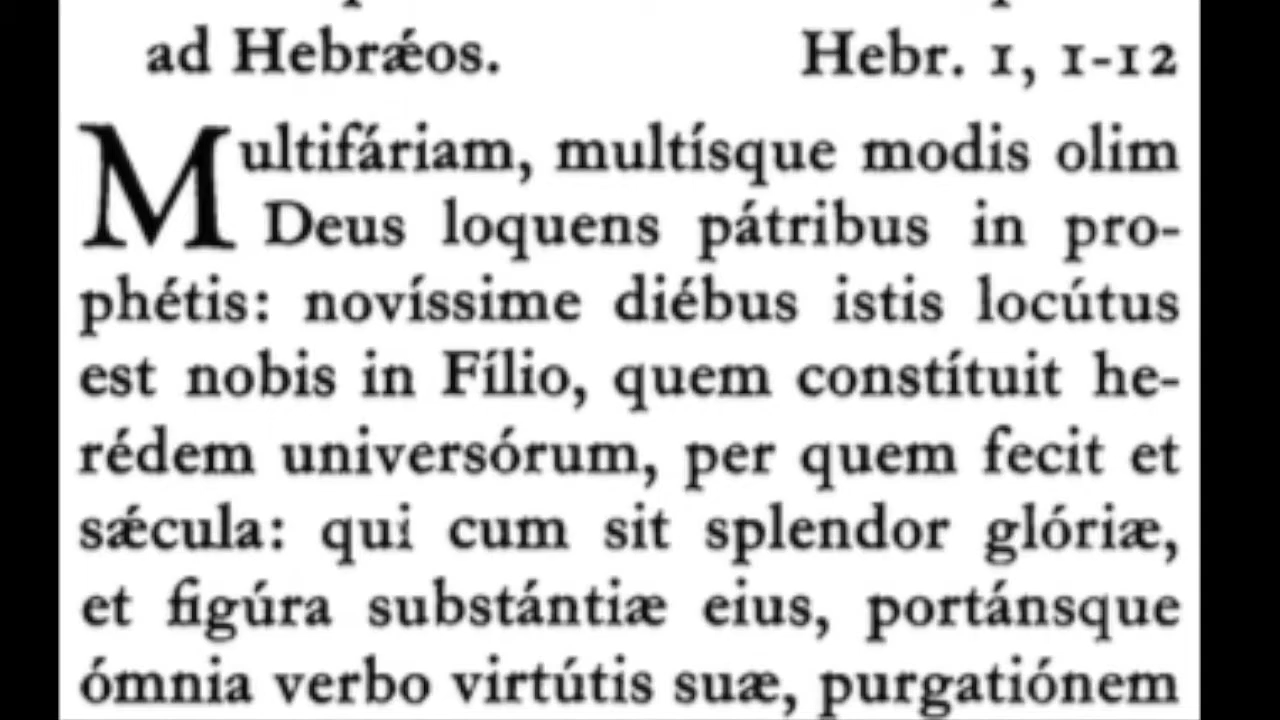 ad Hebrǽos. Hebr. 1, 1-12
Multifáriam, multísque modis olim
Deus loquens pátribus in pro-
phétis: novíssime diébus istis locútus
est nobis in Fílio, quem constítuit he-
rédem universórum, per quem fecit et
sǽcula: qui cum sit splendor glóriæ,
et figúra substántiæ eius, portánsque
ómnia verbo virtútis suæ, purgatiónem